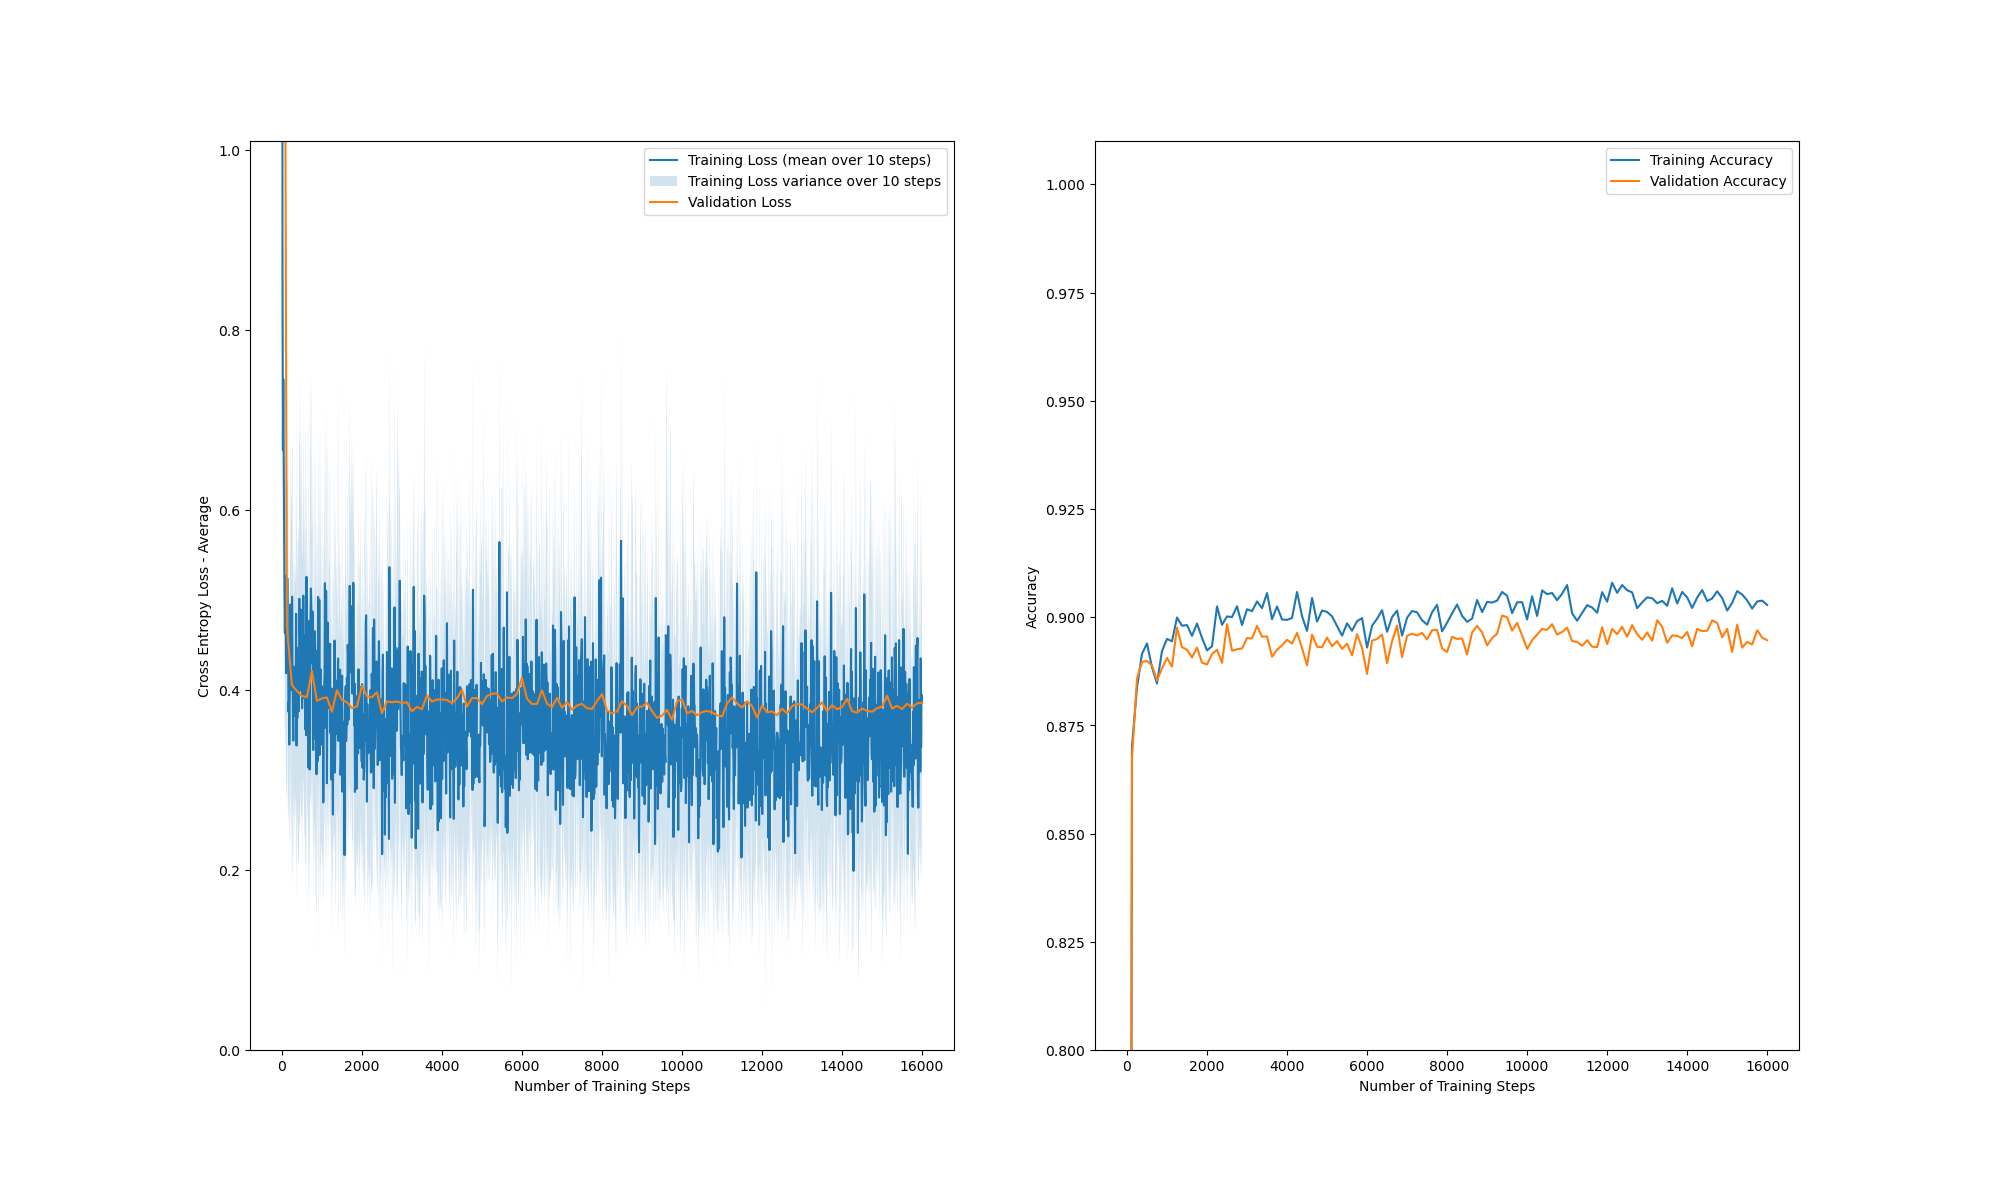 Training Loss (mean over 10 steps)
Training Loss variance over 10 steps
Validation Loss
1.0
0.8
0.6
0.4
0.2
0.0
Cross Entropy Loss - Average
0 2000 4000 6000 8000 10000 12000 14000 16000
Number of Training Steps
Training Accuracy
Validation Accuracy
1.000
0.975
0.950
0.925
0.900
0.875
0.850
0.825
0.800
Accuracy
0 2000 4000 6000 8000 10000 12000 14000 16000
Number of Training Steps